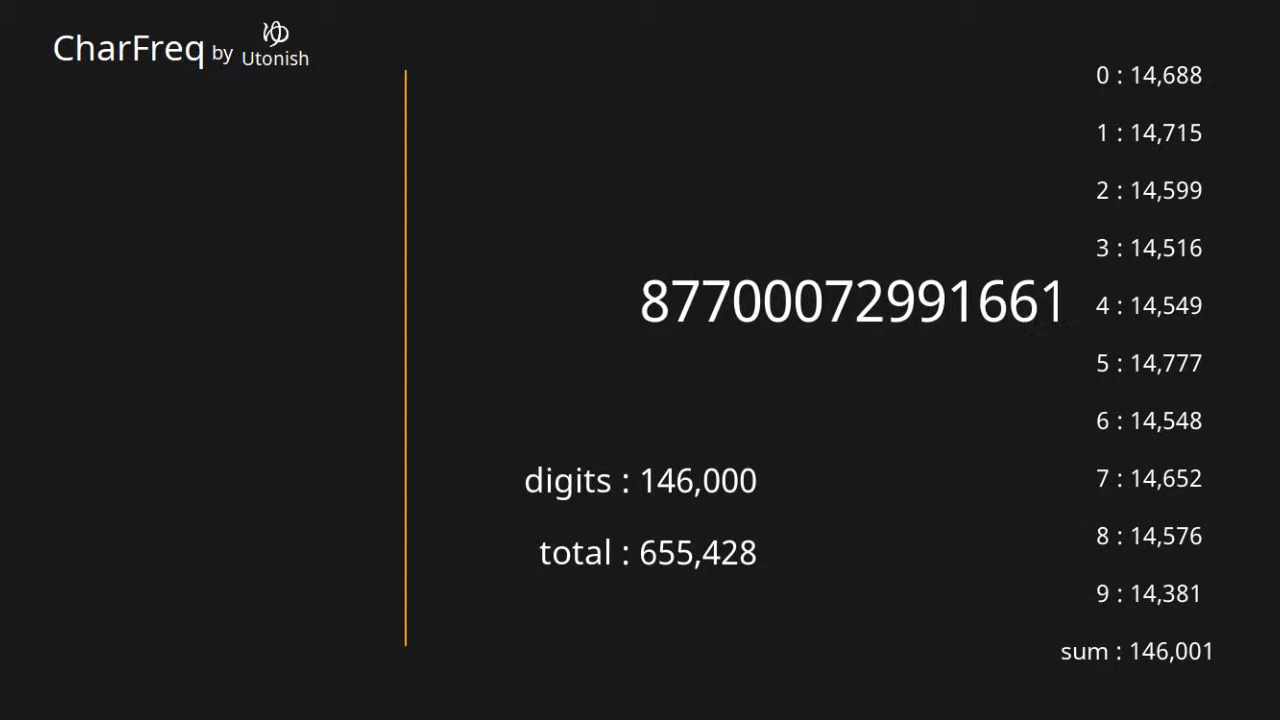 CharFreq by Utonish
0 : 14,688
1 : 14,715
2 : 14,599
3 : 14,516
87700072991661
4 : 14,549
5 : 14,777
6 : 14,548
digits : 146,000
7 : 14,652
8 : 14,576
total : 655,428
9 : 14,381
sum : 146,001